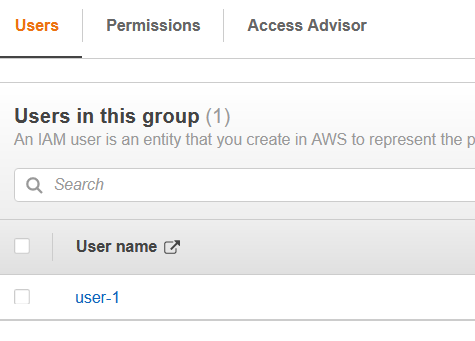 Users Permissions Access Advisor
Users in this group (1)
An IAM user is an entity that you create in AWS to represent the p
Search
User name
user-1